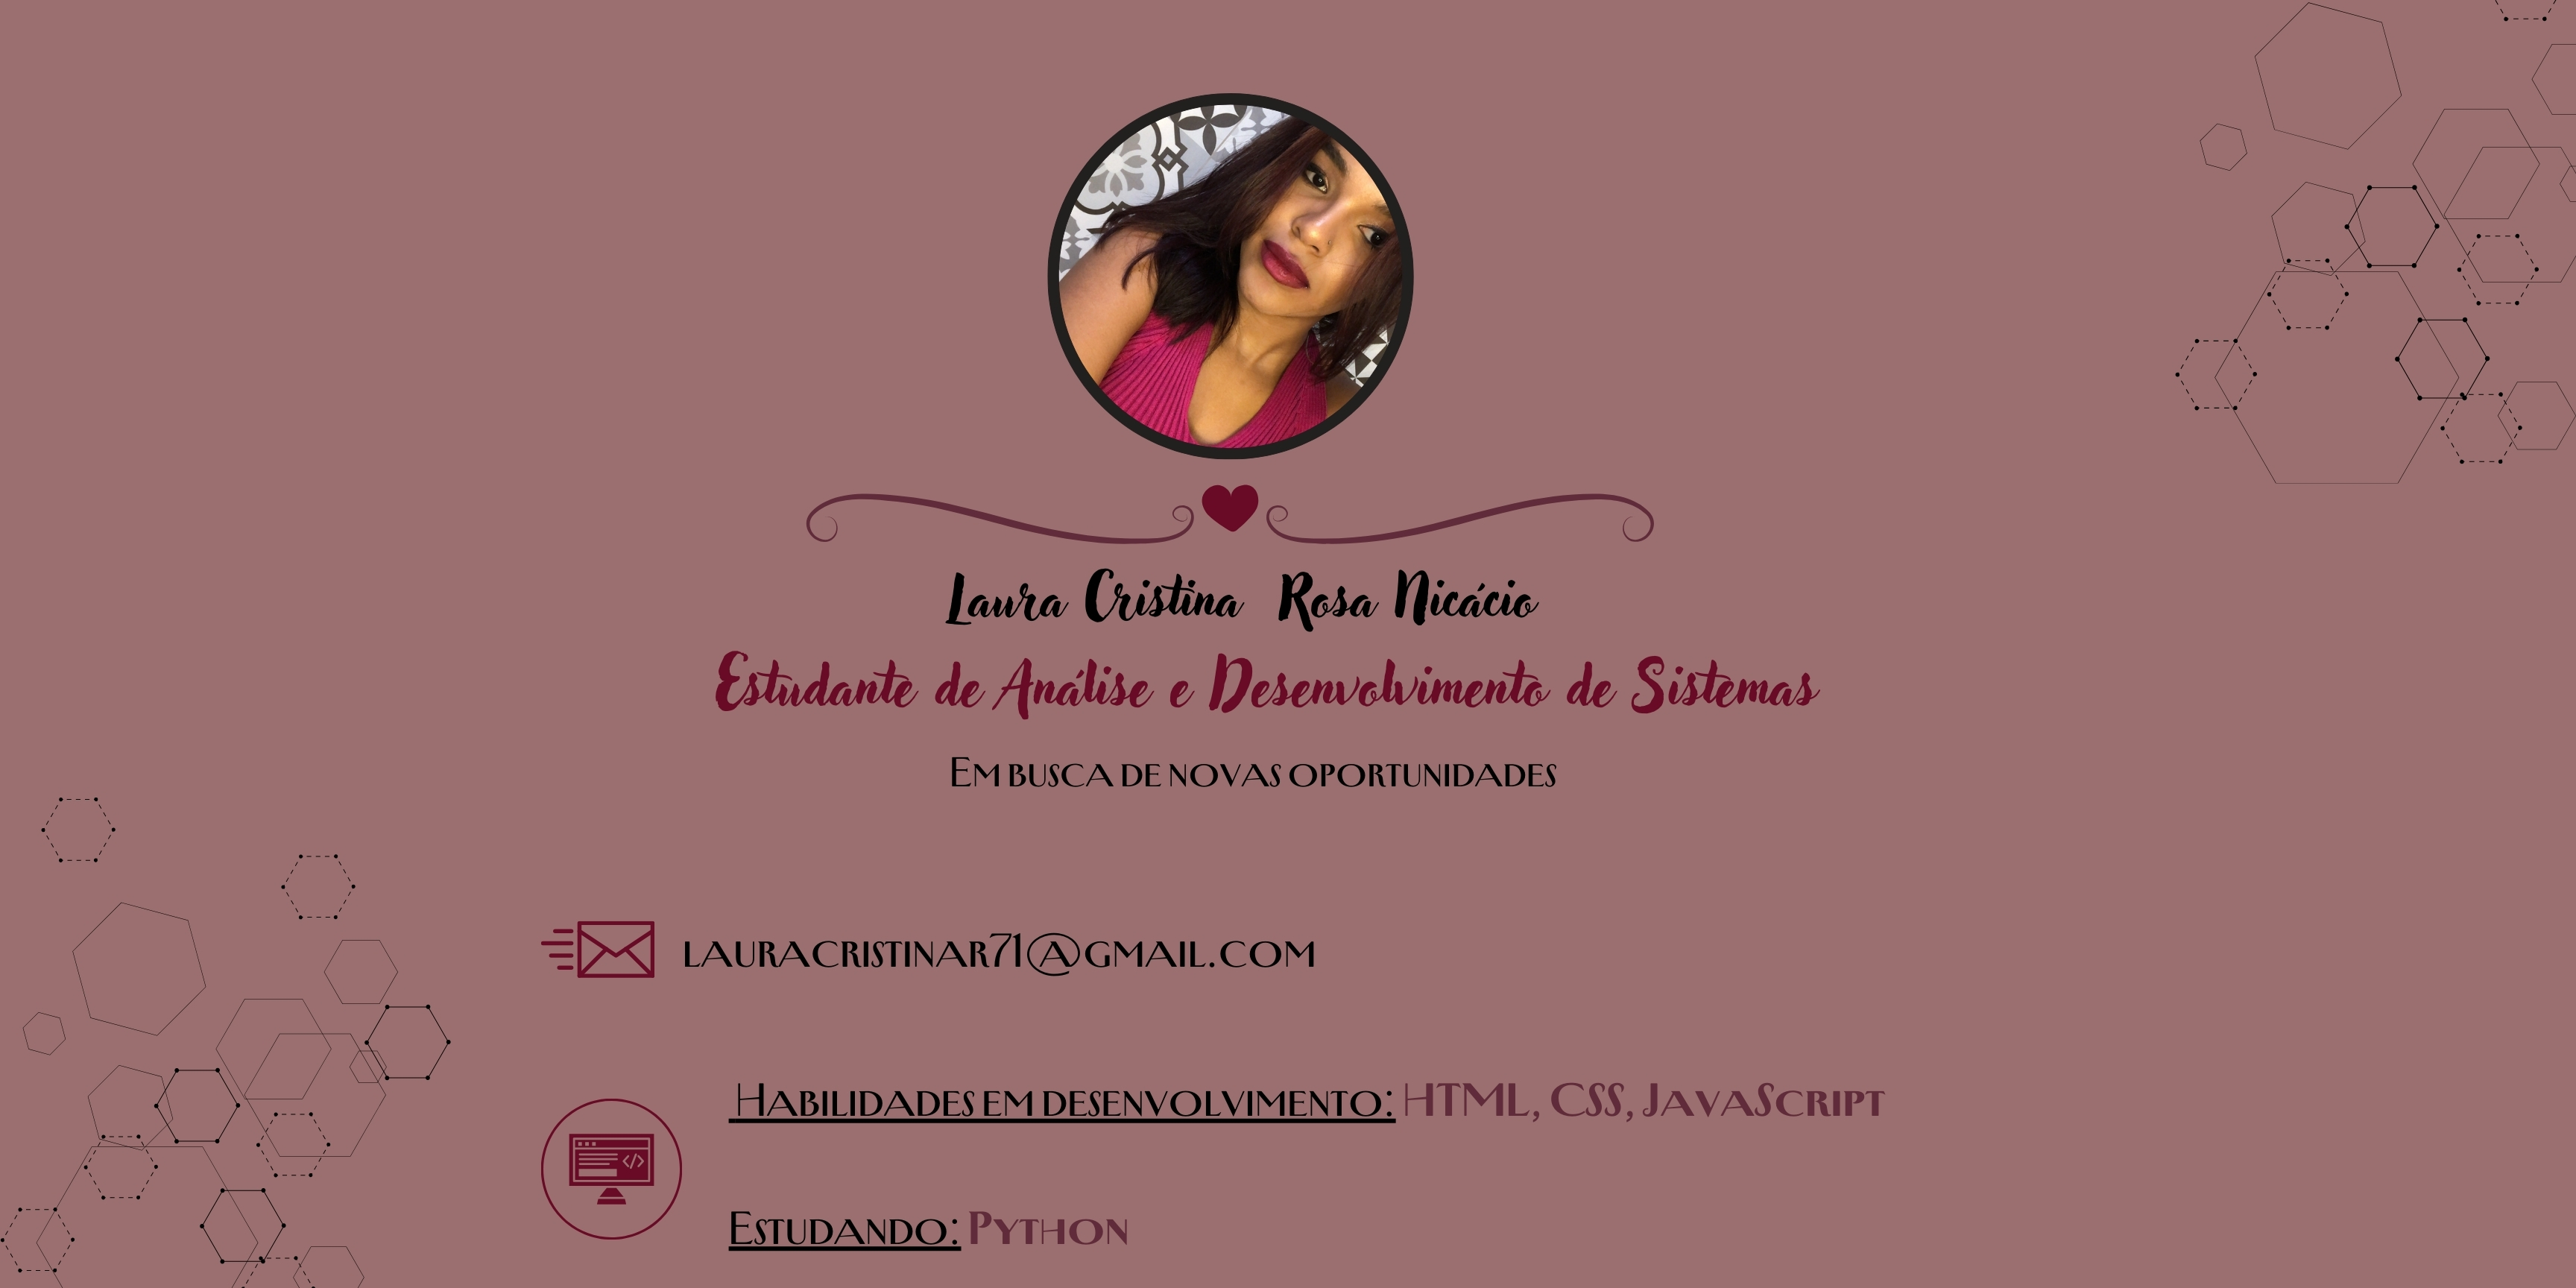 Laura Cristina Rosa Nicácio
Estudante de Análise e Desenvolvimento de Sistemas
Em busca de novas oportunidades
lauracristinar71@gmail.com
Habilidades em desenvolvimento: HTML, CSS, JavaScript
Estudando: Python